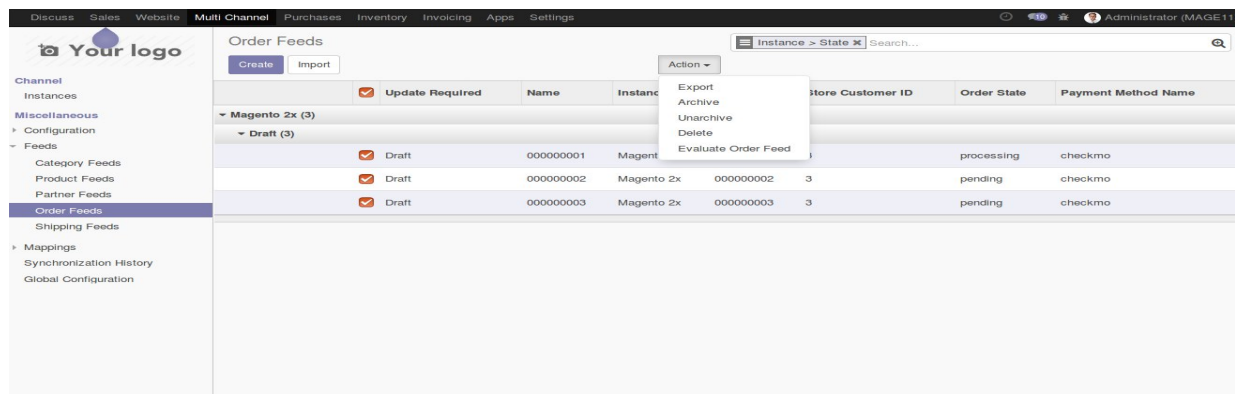 Discuss Sales Website Multi Channel Purchases Inventory Invoicing Apps Settings 10 Administrator (MAGE11
Your logo
Order Feeds
Instance > State Search...
Create Import Action
Channel
Instances
Miscellaneous
Configuration
Feeds
Category Feeds
Product Feeds
Partner Feeds
Order Feeds
Shipping Feeds
Mappings
Synchronization History
Global Configuration
Export
Archive
Unarchive
Delete
Evaluate Order Feed
Update Required Name Instanc Store Customer ID Order State Payment Method Name
Magento 2x (3)
Draft (3)
Draft 000000001 Magent processing checkmo
Draft 000000002 Magento 2x 000000002 3 pending checkmo
Draft 000000003 Magento 2x 000000003 3 pending checkmo